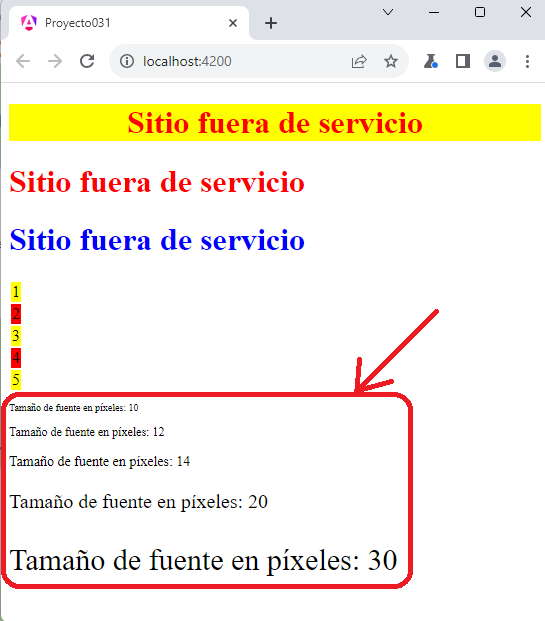 Proyecto031
localhost:4200
Sitio fuera de servicio
Sitio fuera de servicio
Sitio fuera de servicio
1
2
3
4
5
Tamaño de fuente en píxeles: 10
Tamaño de fuente en píxeles: 12
Tamaño de fuente en píxeles: 14
Tamaño de fuente en píxeles: 20
Tamaño de fuente en píxeles: 30